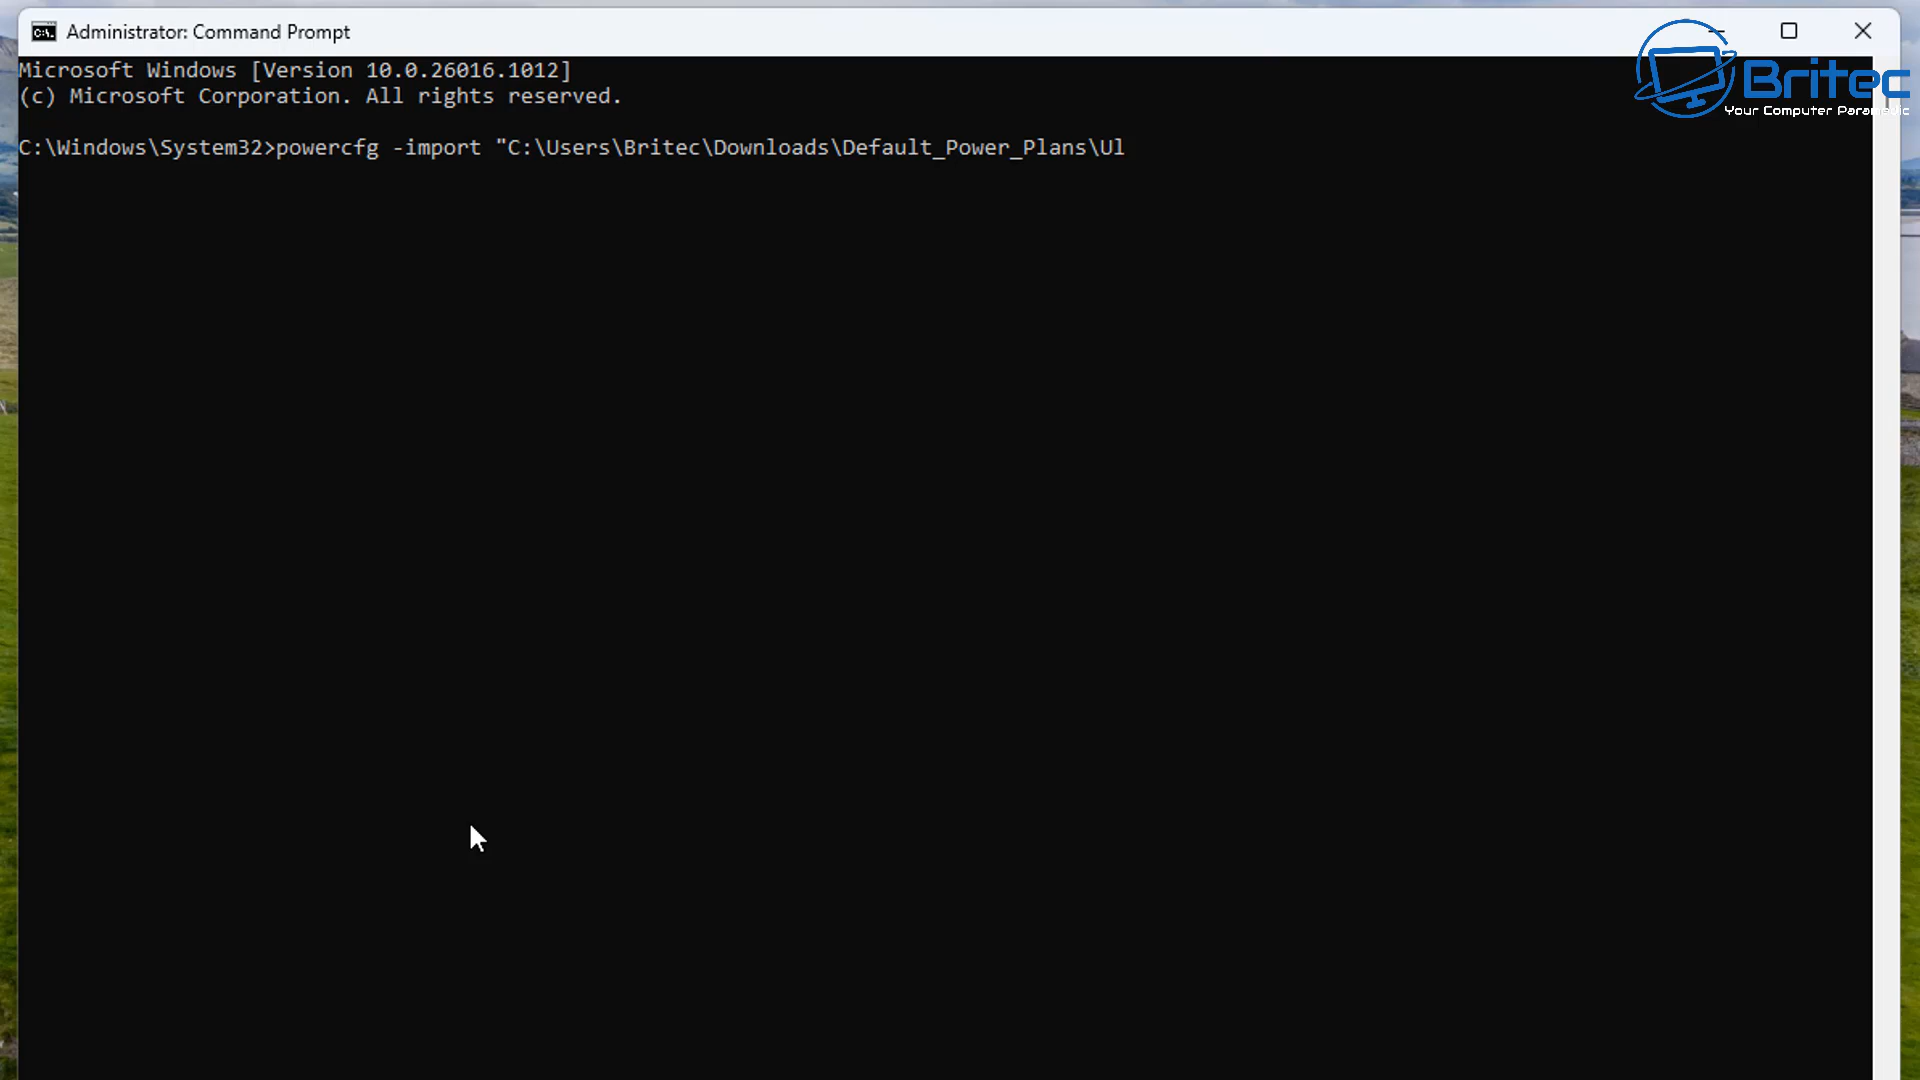 Administrator: Command Prompt
Britec
Your Computer Paramedic
Microsoft Windows [Version 10.0.26016.1012]
(c) Microsoft Corporation. All rights reserved.
C:\Windows\System32>powercfg -import "C:\Users\Britec\Downloads\Default_Power_Plans\Ul